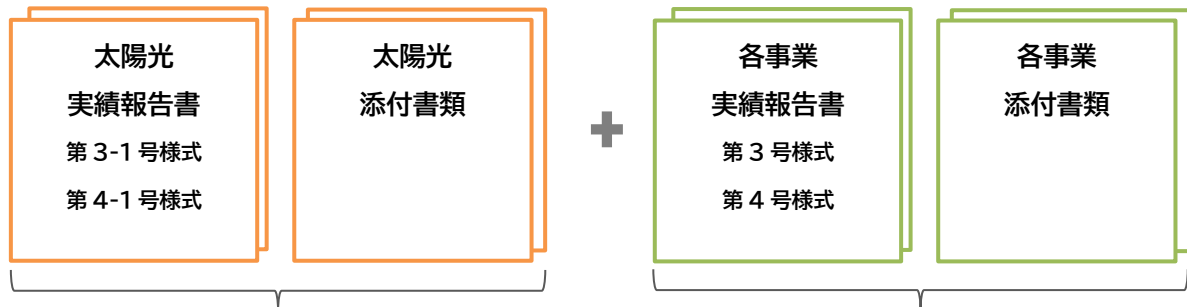 太陽光
実績報告書
第 3-1 号様式
第 4-1 号様式
太陽光
添付書類
各事業
実績報告書
第 3 号様式
第 4 号様式
各事業
添付書類